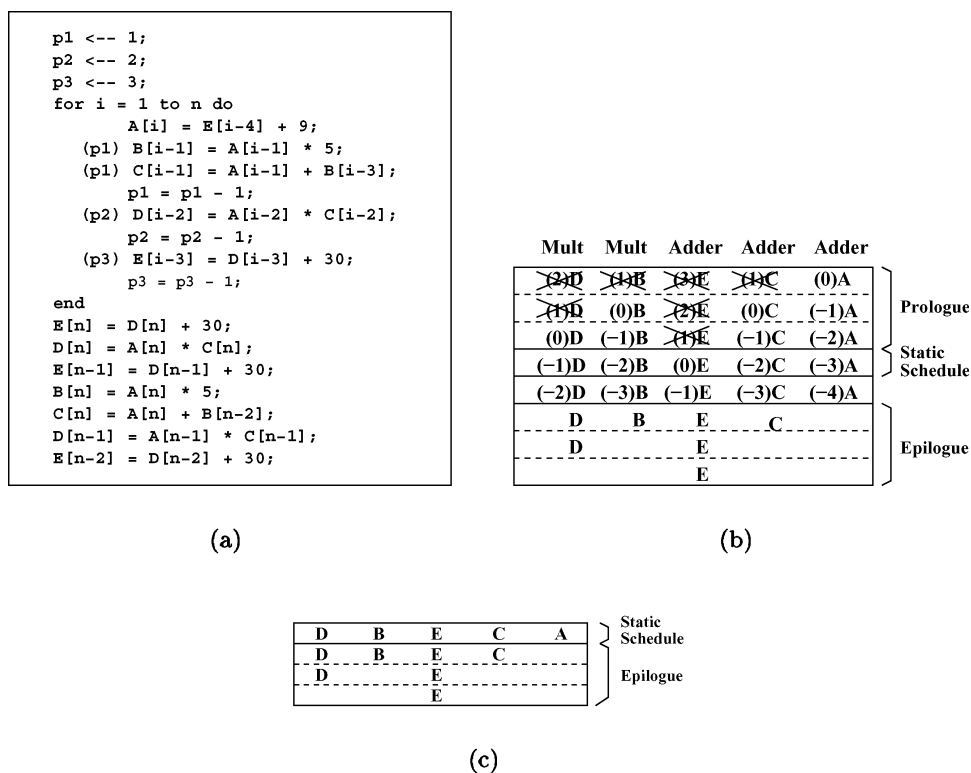 p1 <-- 1;
p2 <-- 2;
p3 <-- 3;
for i = 1 to n do
A[i] = E[i-4] + 9;
(p1) B[i-1] = A[i-1] * 5;
(p1) C[i-1] = A[i-1] + B[i-3];
p1 = p1 - 1;
(p2) D[i-2] = A[i-2] * C[i-2];
p2 = p2 - 1;
(p3) E[i-3] = D[i-3] + 30;
p3 = p3 - 1;
end
E[n] = D[n] + 30;
D[n] = A[n] * C[n];
E[n-1] = D[n-1] + 30;
B[n] = A[n] * 5;
C[n] = A[n] + B[n-2];
D[n-1] = A[n-1] * C[n-1];
E[n-2] = D[n-2] + 30;
(a)
Mult Mult Adder Adder Adder
(2)D (1)B (3)E (1)C (0)A
(1)D (0)B (2)E (0)C (−1)A
(0)D (−1)B (1)E (−1)C (−2)A
(−1)D (−2)B (0)E (−2)C (−3)A
(−2)D (−3)B (−1)E (−3)C (−4)A
D B E C
D E
E
Prologue
Static
Schedule
Epilogue
(b)
D B E C A
D B E C
D E
E
Static
Schedule
Epilogue
(c)